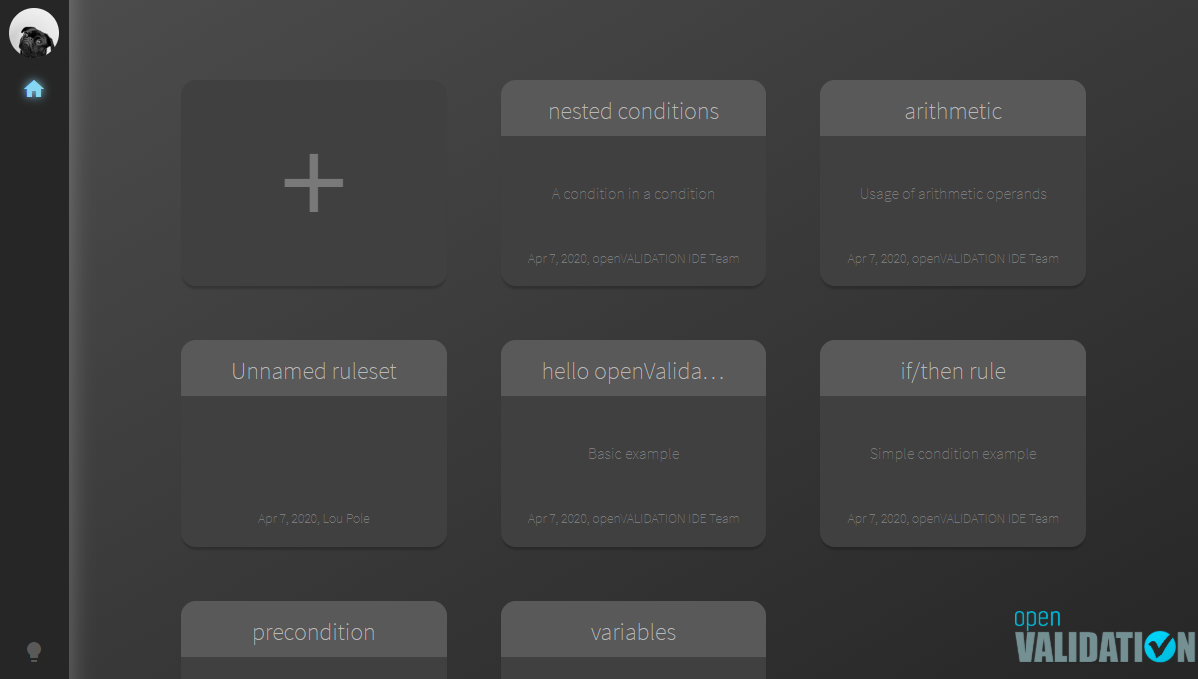 nested conditions
arithmetic
A condition in a condition
Usage of arithmetic operands
Apr 7, 2020, openVALIDATION IDE Team
Apr 7, 2020, openVALIDATION IDE Team
Unnamed ruleset
hello openValida...
if/then rule
Basic example
Simple condition example
Apr 7, 2020, Lou Pole
Apr 7, 2020, openVALIDATION IDE Team
Apr 7, 2020, openVALIDATION IDE Team
precondition
variables
open
VALIDATION